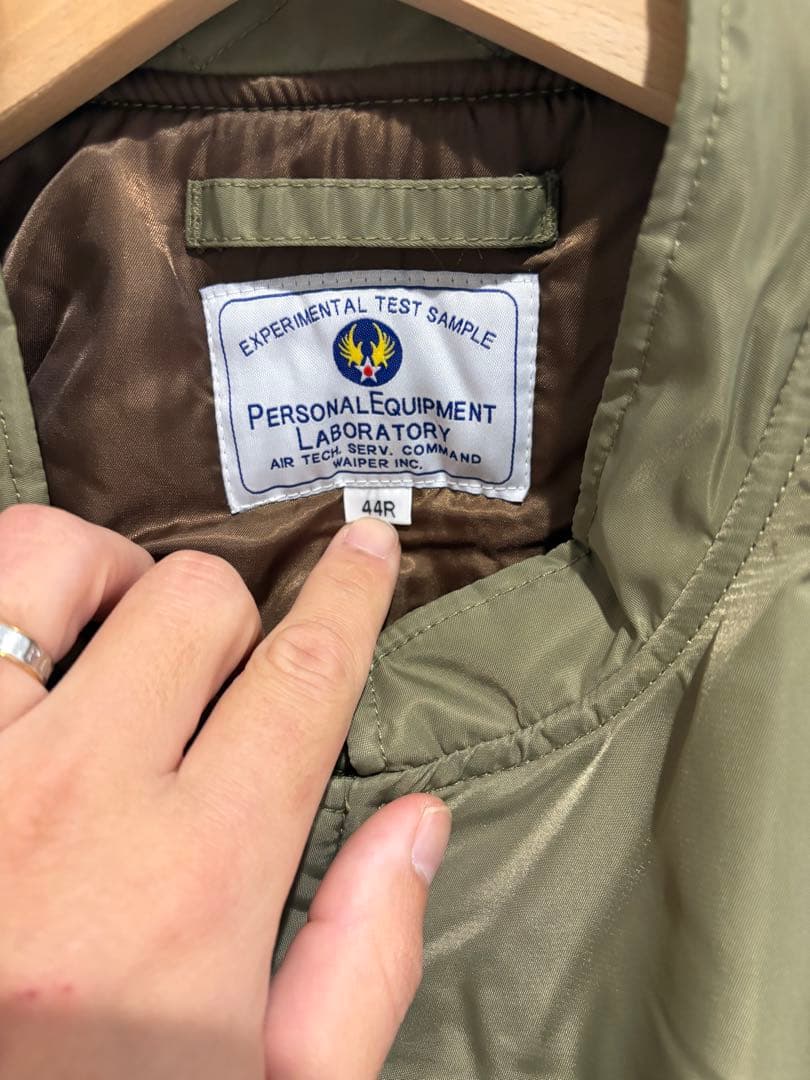 EXPERIMENTAL TEST SAMPLE
PERSONAL EQUIPMENT
LABORATORY
AIR TECH. SERV. COMMAND
WAIPER INC.
44R